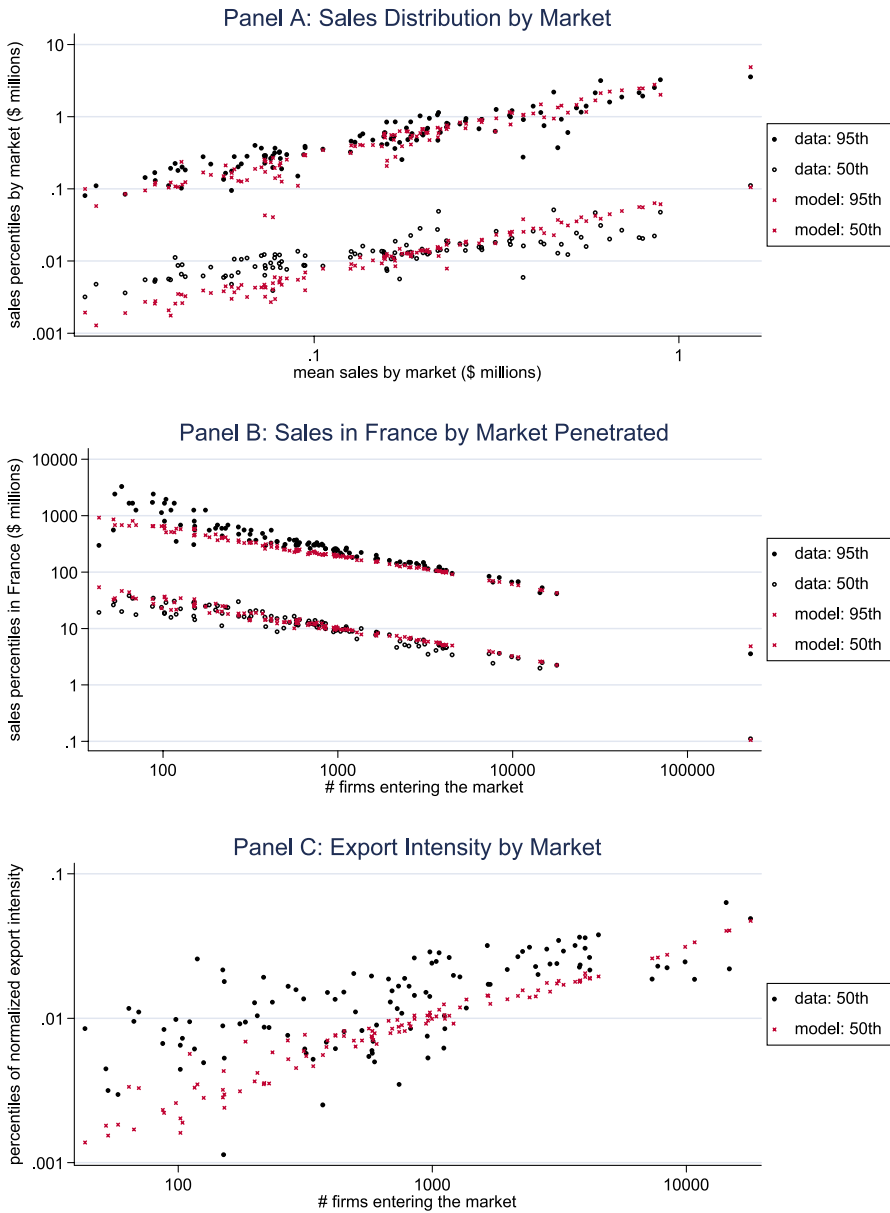 Panel A: Sales Distribution by Market
sales percentiles by market ($ millions)
10
1
.1
.01
.001
.1
1
mean sales by market ($ millions)
data: 95th
data: 50th
model: 95th
model: 50th
Panel B: Sales in France by Market Penetrated
sales percentiles in France ($ millions)
10000
1000
100
10
1
.1
100
1000
10000
100000
# firms entering the market
data: 95th
data: 50th
model: 95th
model: 50th
Panel C: Export Intensity by Market
percentiles of normalized export intensity
.1
.01
.001
100
1000
10000
# firms entering the market
data: 50th
model: 50th